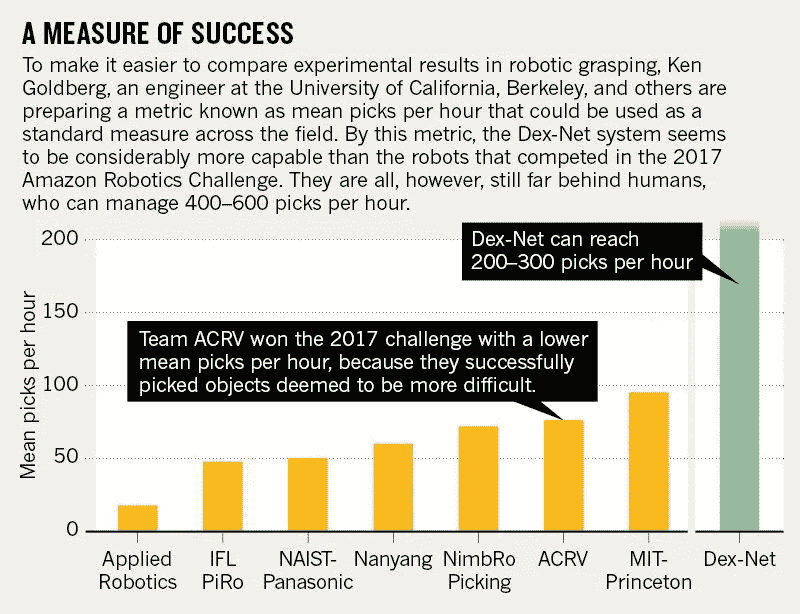 A MEASURE OF SUCCESS
To make it easier to compare experimental results in robotic grasping, Ken
Goldberg, an engineer at the University of California, Berkeley, and others are
preparing a metric known as mean picks per hour that could be used as a
standard measure across the field. By this metric, the Dex-Net system seems
to be considerably more capable than the robots that competed in the 2017
Amazon Robotics Challenge. They are all, however, still far behind humans,
who can manage 400–600 picks per hour.
Mean picks per hour
200
150
100
50
0
Dex-Net can reach
200–300 picks per hour
Team ACRV won the 2017 challenge with a lower
mean picks per hour, because they successfully
picked objects deemed to be more difficult.
Applied
Robotics
IFL
PiRo
NAIST-
Panasonic
Nanyang
NimbRo
Picking
ACRV
MIT-
Princeton
Dex-Net